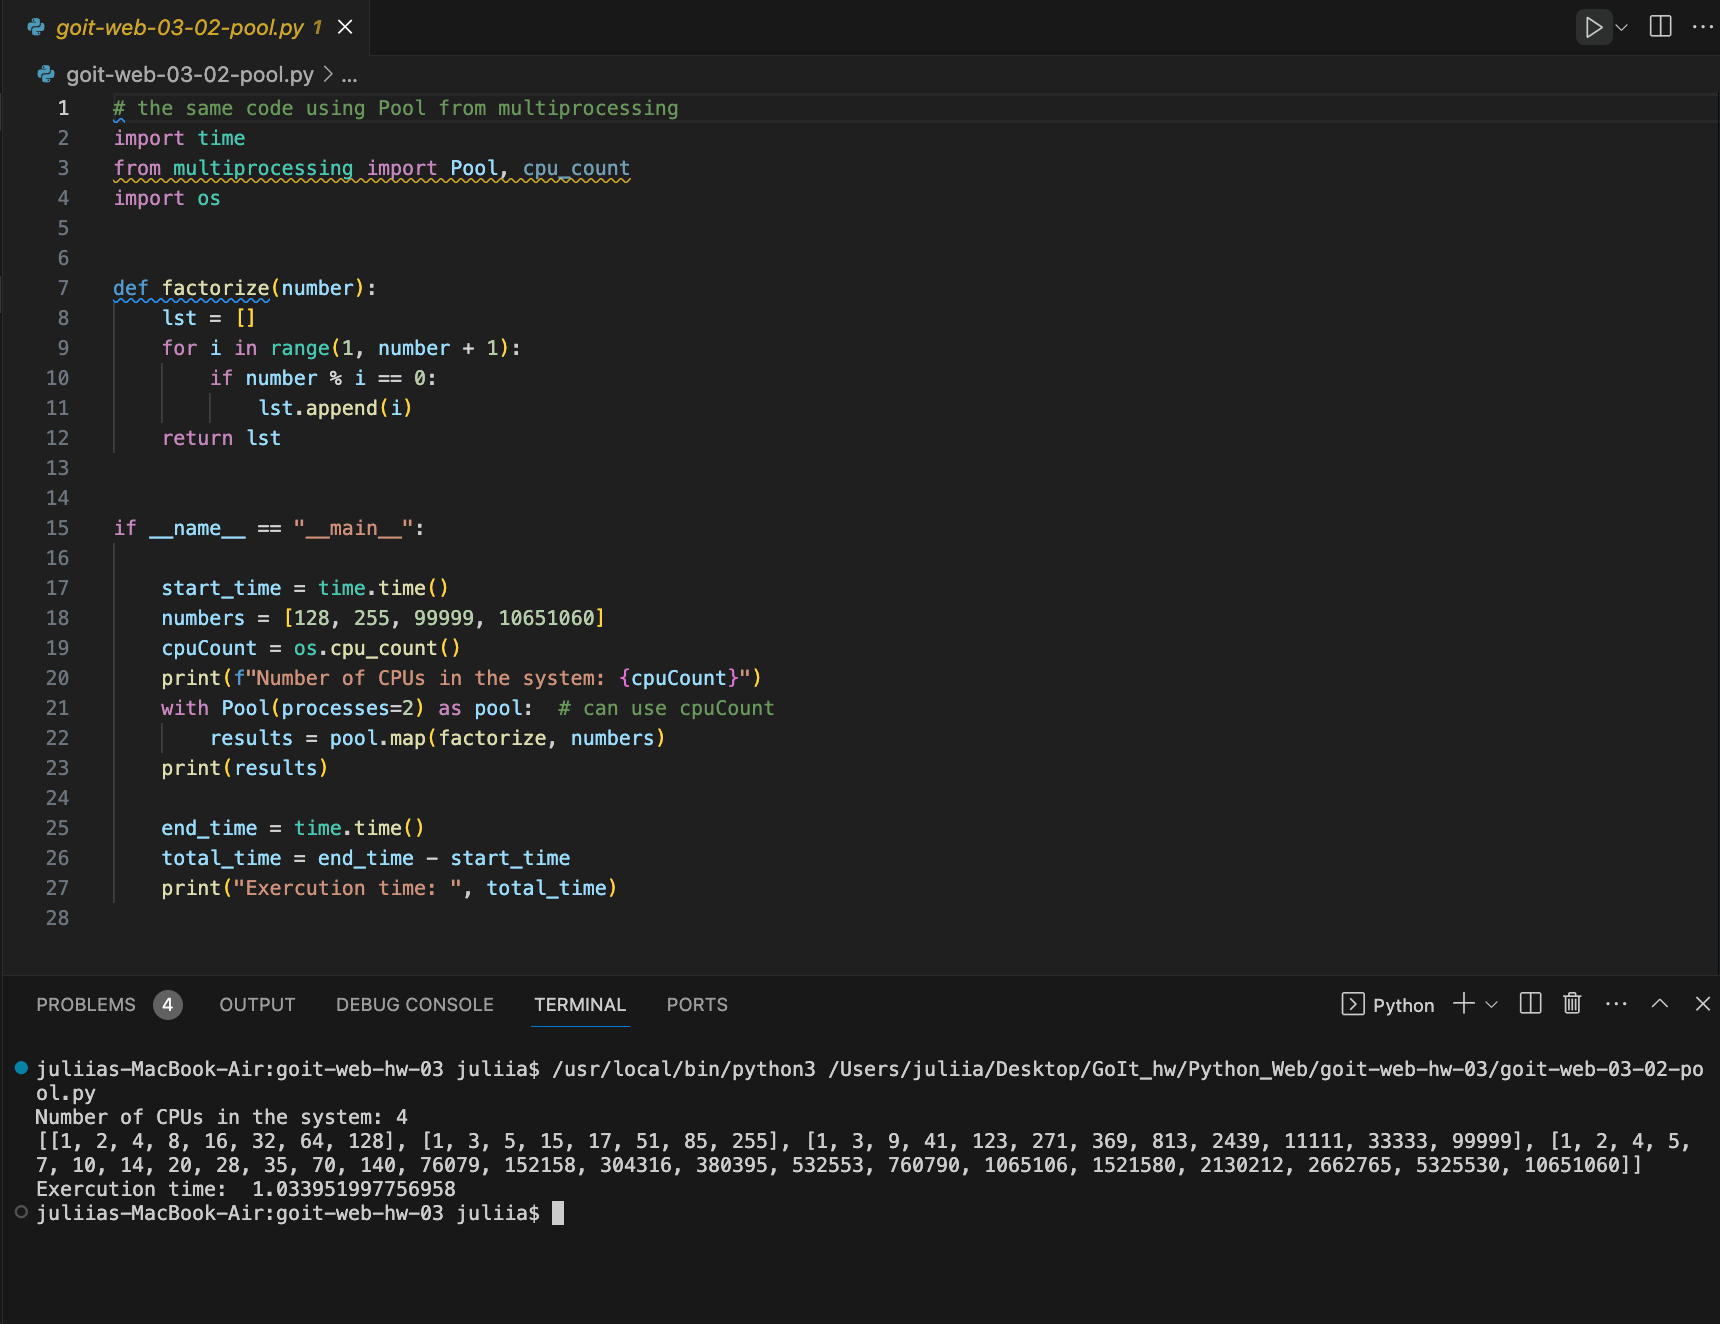 goit-web-03-02-pool.py 1
goit-web-03-02-pool.py > ...
1 # the same code using Pool from multiprocessing
2 import time
3 from multiprocessing import Pool, cpu_count
4 import os
5
6
7 def factorize(number):
8     lst = []
9     for i in range(1, number + 1):
10         if number % i == 0:
11             lst.append(i)
12     return lst
13
14
15 if __name__ == "__main__":
16
17     start_time = time.time()
18     numbers = [128, 255, 99999, 10651060]
19     cpuCount = os.cpu_count()
20     print(f"Number of CPUs in the system: {cpuCount}")
21     with Pool(processes=2) as pool:  # can use cpuCount
22         results = pool.map(factorize, numbers)
23     print(results)
24
25     end_time = time.time()
26     total_time = end_time - start_time
27     print("Exercution time: ", total_time)
28
PROBLEMS 4 OUTPUT DEBUG CONSOLE TERMINAL PORTS Python
juliias-MacBook-Air:goit-web-hw-03 juliia$ /usr/local/bin/python3 /Users/juliia/Desktop/GoIt_hw/Python_Web/goit-web-hw-03/goit-web-03-02-po
ol.py
Number of CPUs in the system: 4
[[1, 2, 4, 8, 16, 32, 64, 128], [1, 3, 5, 15, 17, 51, 85, 255], [1, 3, 9, 41, 123, 271, 369, 813, 2439, 11111, 33333, 99999], [1, 2, 4, 5,
7, 10, 14, 20, 28, 35, 70, 140, 76079, 152158, 304316, 380395, 532553, 760790, 1065106, 1521580, 2130212, 2662765, 5325530, 10651060]]
Exercution time:  1.033951997756958
juliias-MacBook-Air:goit-web-hw-03 juliia$